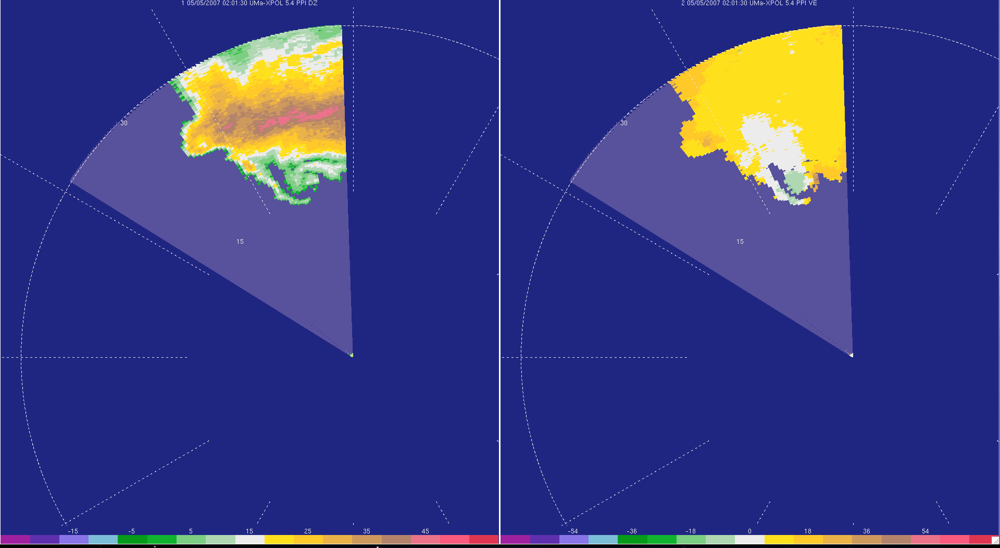 1 05/05/2007 02:01:30 UMa-XPOL 5.4 PPI DZ
30
15
-15 -5 5 15 25 35 45
2 05/05/2007 02:01:30 UMa-XPOL 5.4 PPI VE
30
15
-54 -36 -18 0 18 36 54